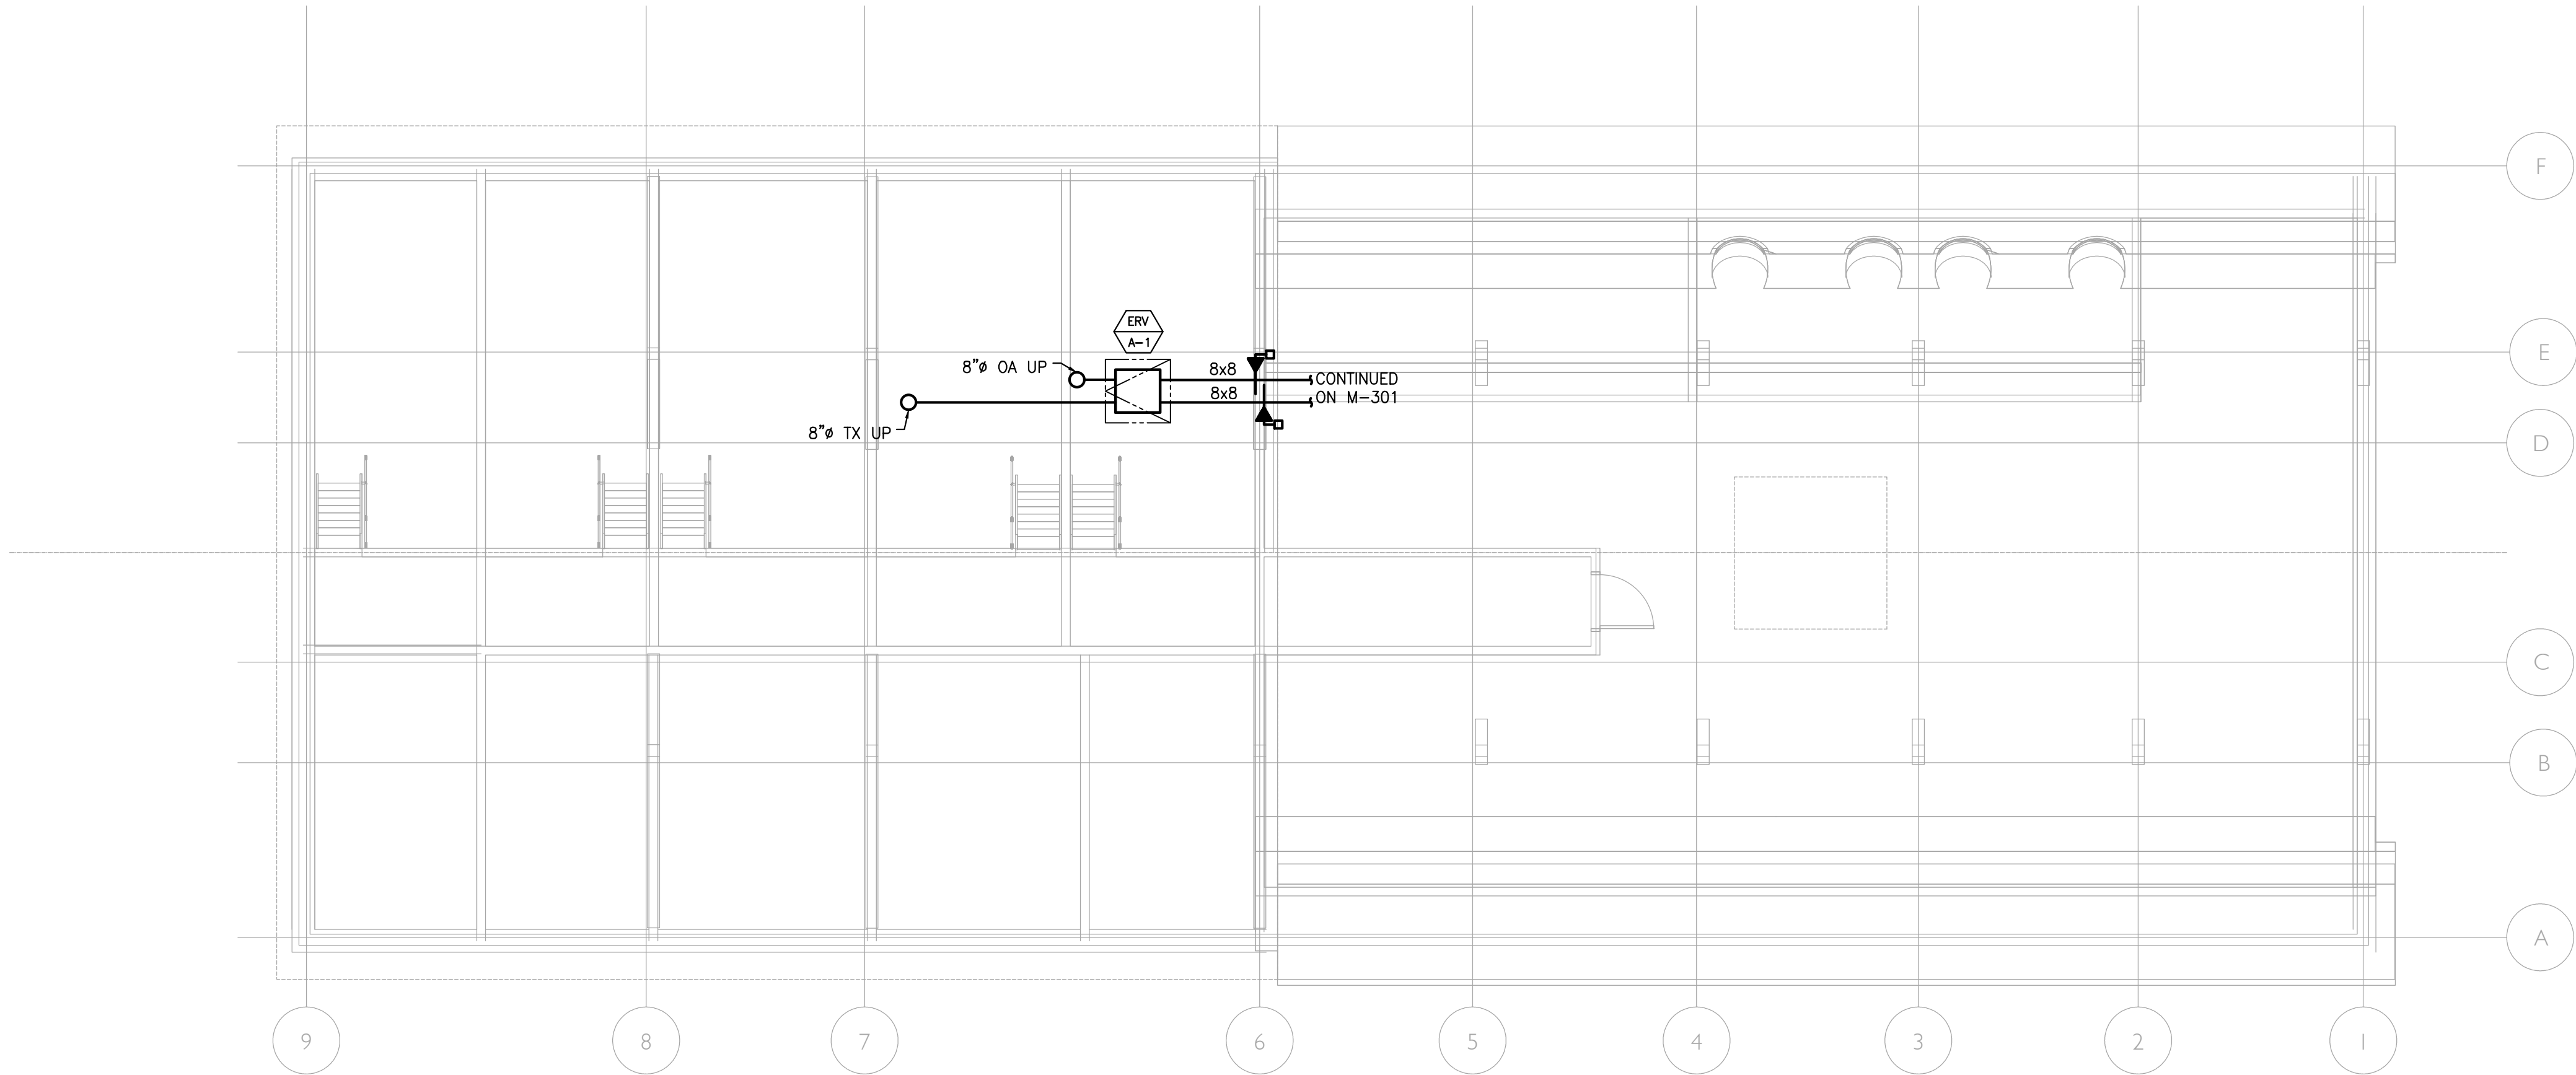 F
ERV
A-1
E
8"ø OA UP
8x8
CONTINUED
8x8
ON M-301
8"ø TX UP
D
C
B
A
9
8
7
6
5
4
3
2
1